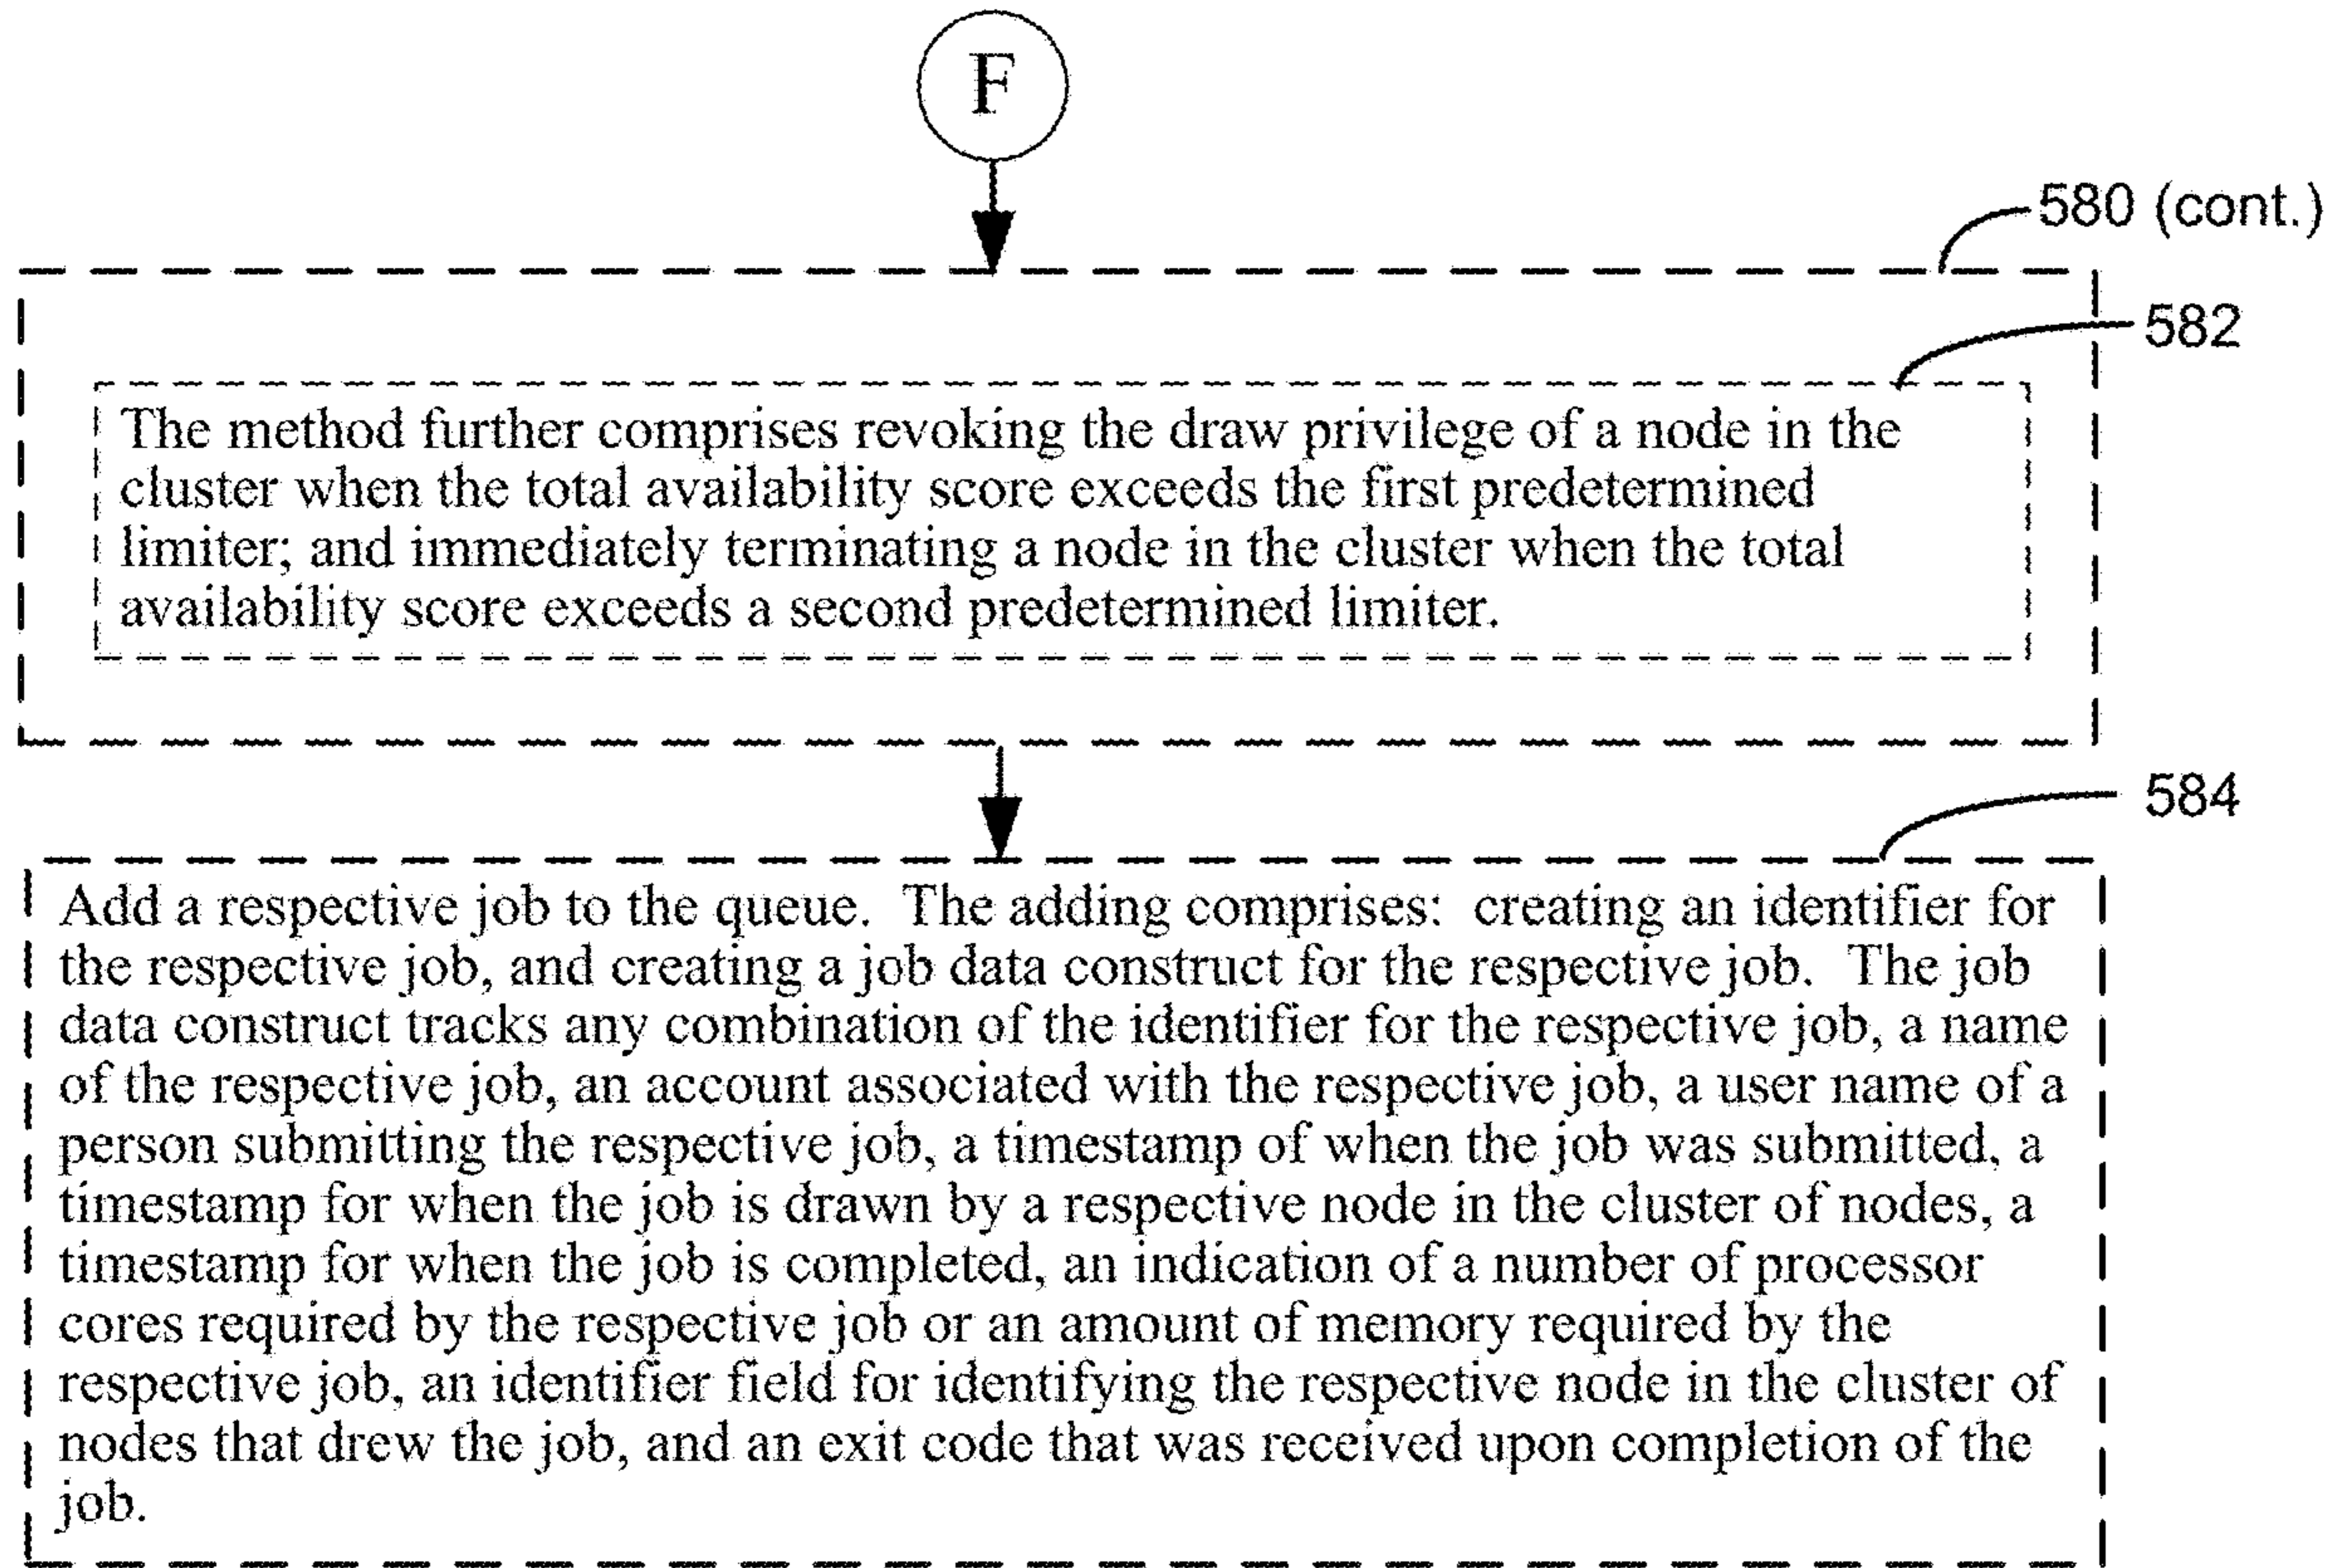 F
580 (cont.)
582
The method further comprises revoking the draw privilege of a node in the
cluster when the total availability score exceeds the first predetermined
limiter; and immediately terminating a node in the cluster when the total
availability score exceeds a second predetermined limiter.
584
Add a respective job to the queue.  The adding comprises:  creating an identifier for
the respective job, and creating a job data construct for the respective job.  The job
data construct tracks any combination of the identifier for the respective job, a name
of the respective job, an account associated with the respective job, a user name of a
person submitting the respective job, a timestamp of when the job was submitted, a
timestamp for when the job is drawn by a respective node in the cluster of nodes, a
timestamp for when the job is completed, an indication of a number of processor
cores required by the respective job or an amount of memory required by the
respective job, an identifier field for identifying the respective node in the cluster of
nodes that drew the job, and an exit code that was received upon completion of the
job.